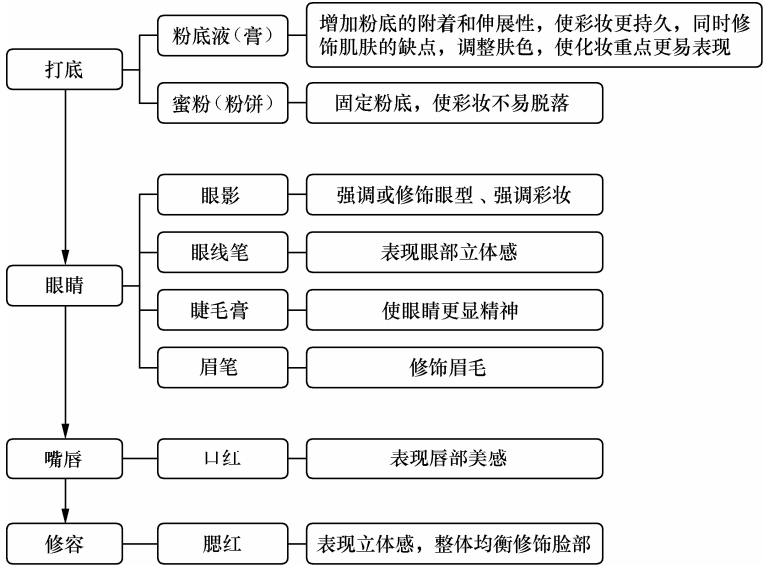 打底
粉底液（膏）
增加粉底的附着和伸展性，使彩妆更持久，同时修
饰肌肤的缺点，调整肤色，使化妆重点更易表现
蜜粉（粉饼）
固定粉底，使彩妆不易脱落
眼睛
眼影
强调或修饰眼型、强调彩妆
眼线笔
表现眼部立体感
睫毛膏
使眼睛更显精神
眉笔
修饰眉毛
嘴唇
口红
表现唇部美感
修容
腮红
表现立体感，整体均衡修饰脸部